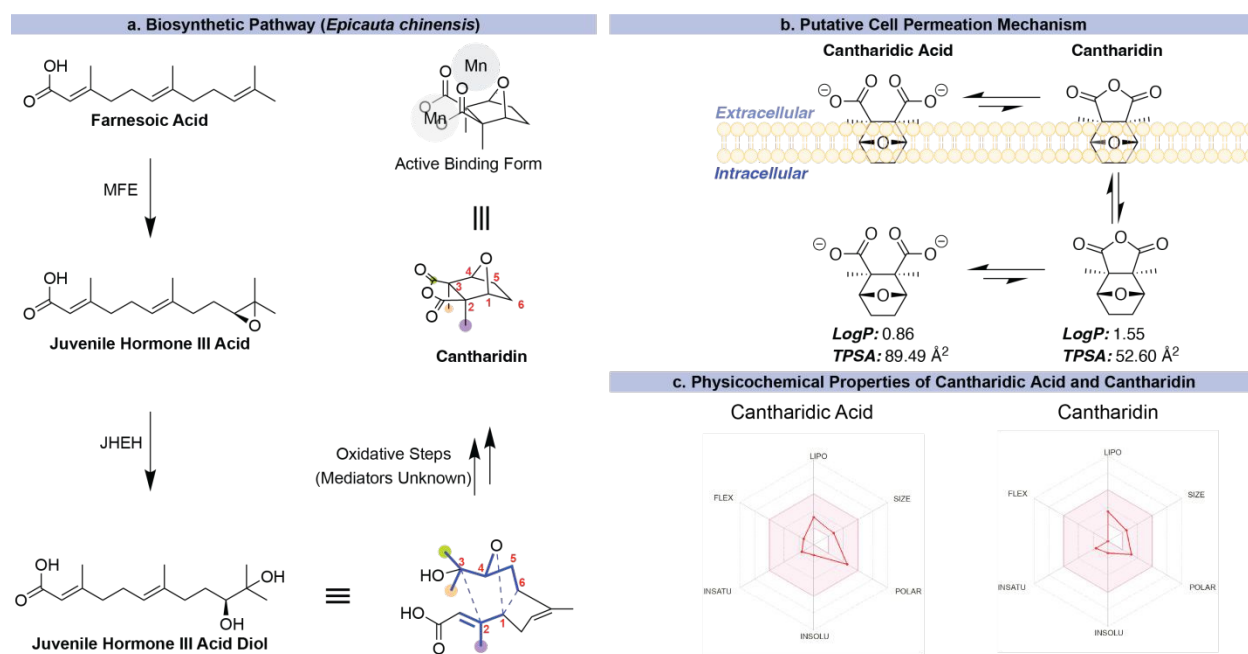 a. Biosynthetic Pathway (Epicauta chinensis)
OH
O
Farnesoic Acid
MFE
OH
O
O
Juvenile Hormone III Acid
JHEH
OH
O
OH
OH
Juvenile Hormone III Acid Diol
Mn
O
O
O
O
Mn
O
Active Binding Form
O
O
O
O
4
3
5
2
1
6
Cantharidin
Oxidative Steps
(Mediators Unknown)
O
3
5
HO
4
6
HO
O
2
1
b. Putative Cell Permeation Mechanism
Cantharidic Acid
Cantharidin
O
O
O
O
O
O
O
Extracellular
O
O
Intracellular
O
O
O
O
O
O
O
O
O
LogP: 0.86
TPSA: 89.49 Å2
LogP: 1.55
TPSA: 52.60 Å2
c. Physicochemical Properties of Cantharidic Acid and Cantharidin
Cantharidic Acid
LIPO
FLEX
SIZE
INSATU
POLAR
INSOLU
Cantharidin
LIPO
FLEX
SIZE
INSATU
POLAR
INSOLU